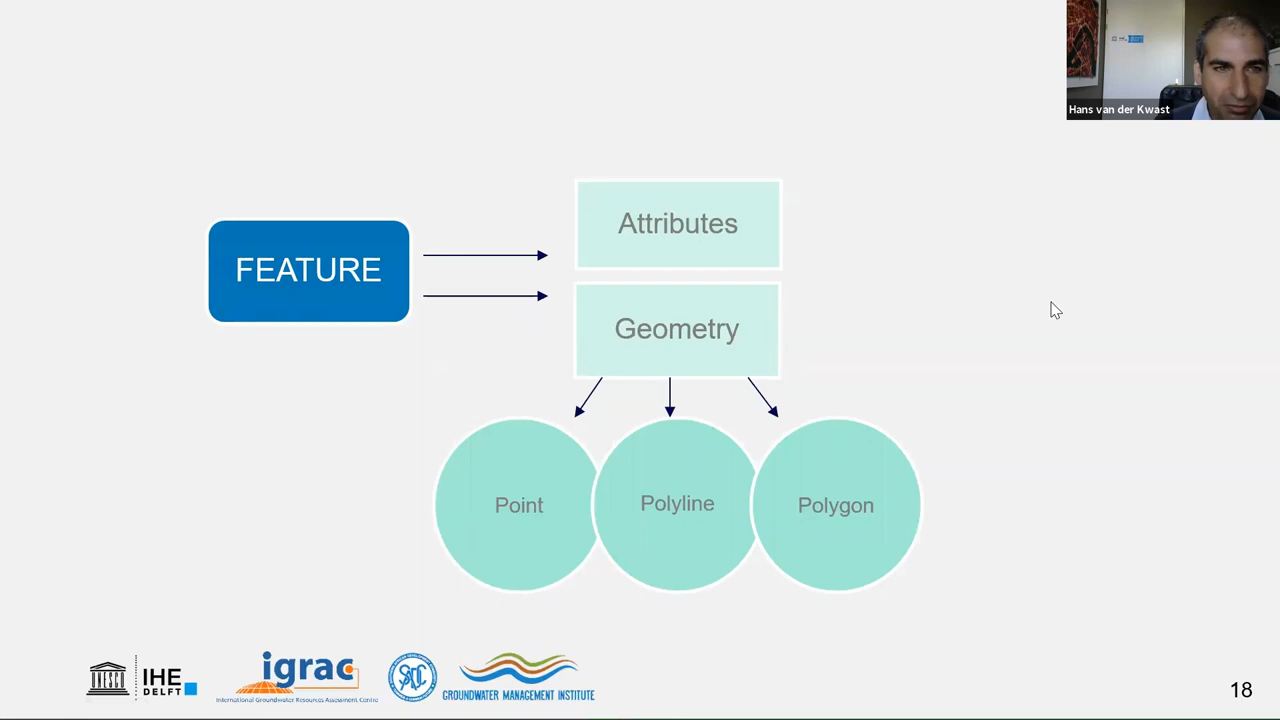 Hans van der Kwast
Attributes
FEATURE
Geometry
Point
Polyline
Polygon
IHE
DELFT
igrac
International Groundwater Resources Assessment Centre
GROUNDWATER MANAGEMENT INSTITUTE
18